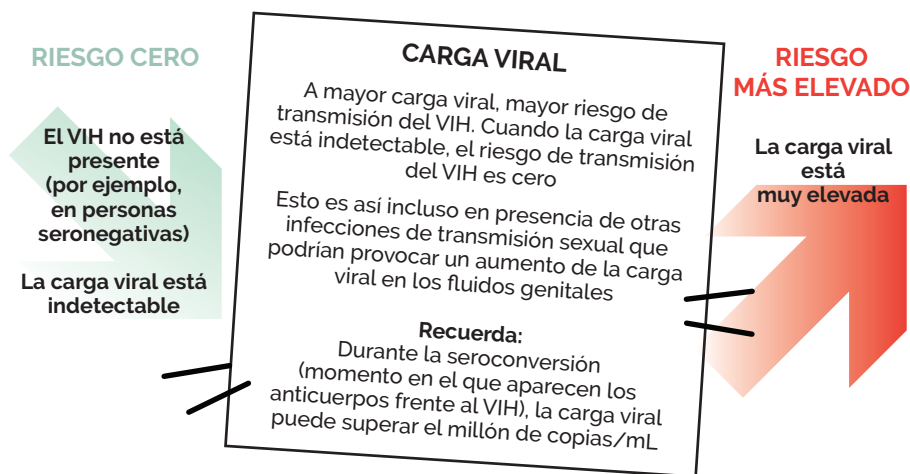 RIESGO CERO
El VIH no está
presente
(por ejemplo,
en personas
seronegativas)
La carga viral está
indetectable
CARGA VIRAL
A mayor carga viral, mayor riesgo de
transmisión del VIH. Cuando la carga viral
está indetectable, el riesgo de transmisión
del VIH es cero
Esto es así incluso en presencia de otras
infecciones de transmisión sexual que
podrían provocar un aumento de la carga
viral en los fluidos genitales
Recuerda:
Durante la seroconversión
(momento en el que aparecen los
anticuerpos frente al VIH), la carga viral
puede superar el millón de copias/mL
RIESGO
MÁS ELEVADO
La carga viral
está
muy elevada